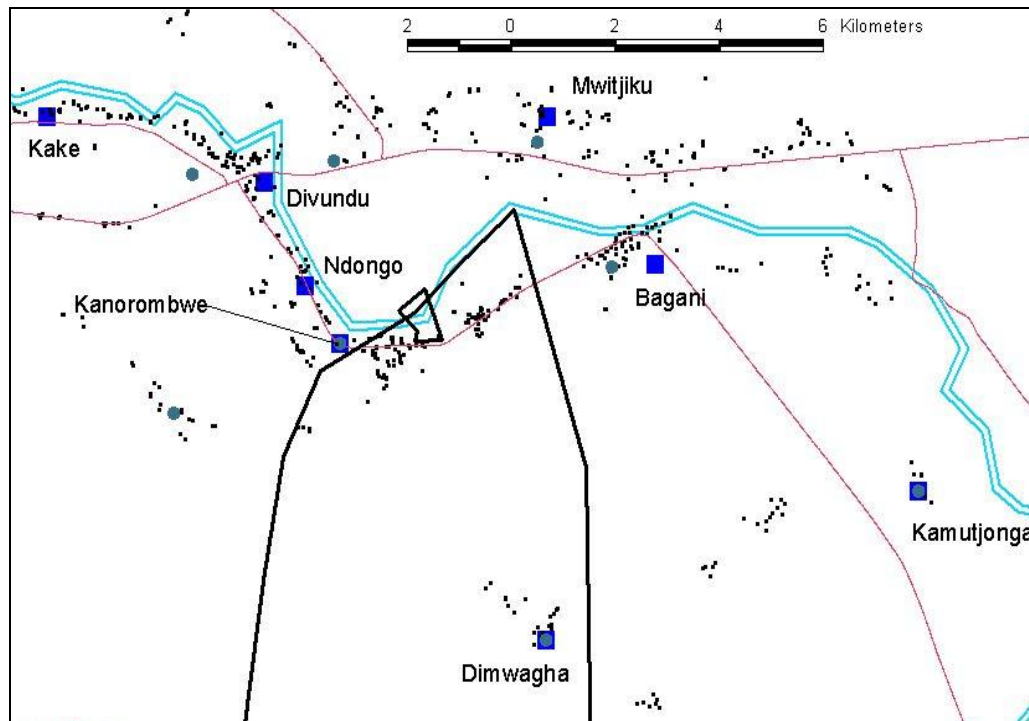 2 0 2 4 6 Kilometers
Mwitjiku
Kake
Divundu
Ndongo
Kanorombwe
Bagani
Kamutjonga
Dimwagha